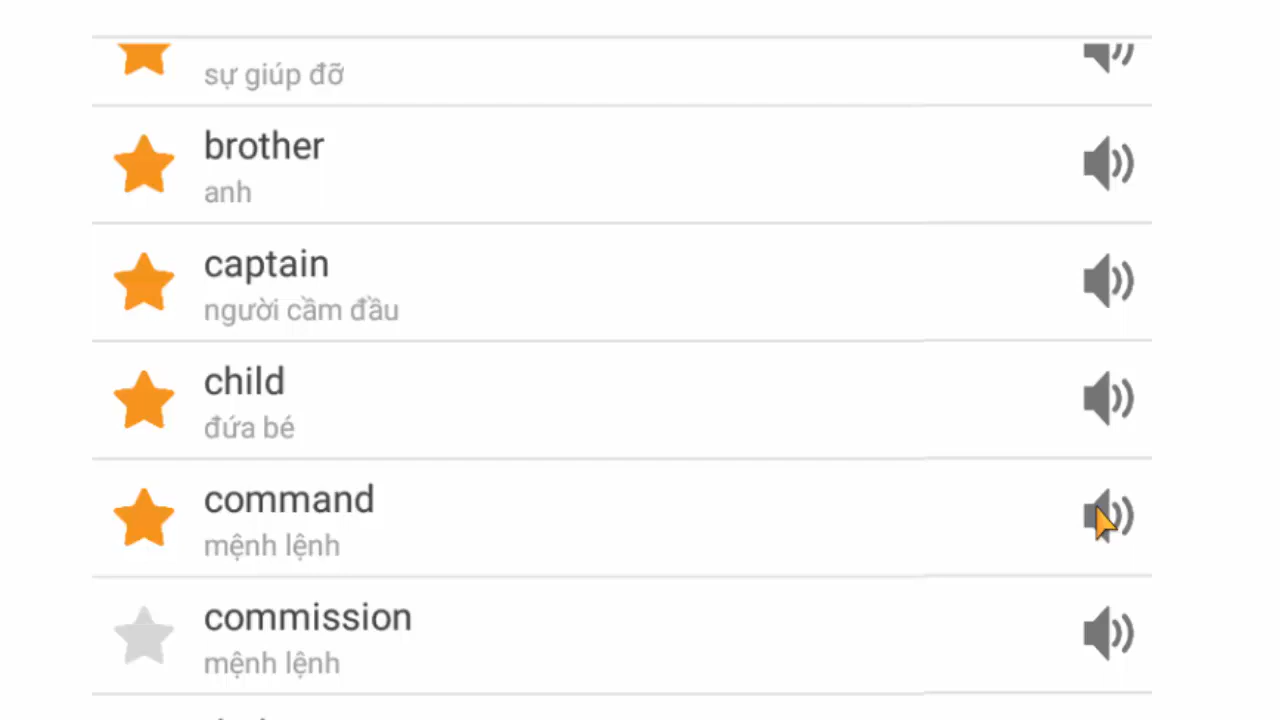 sự giúp đỡ
brother
anh
captain
người cầm đầu
child
đứa bé
command
mệnh lệnh
commission
mệnh lệnh